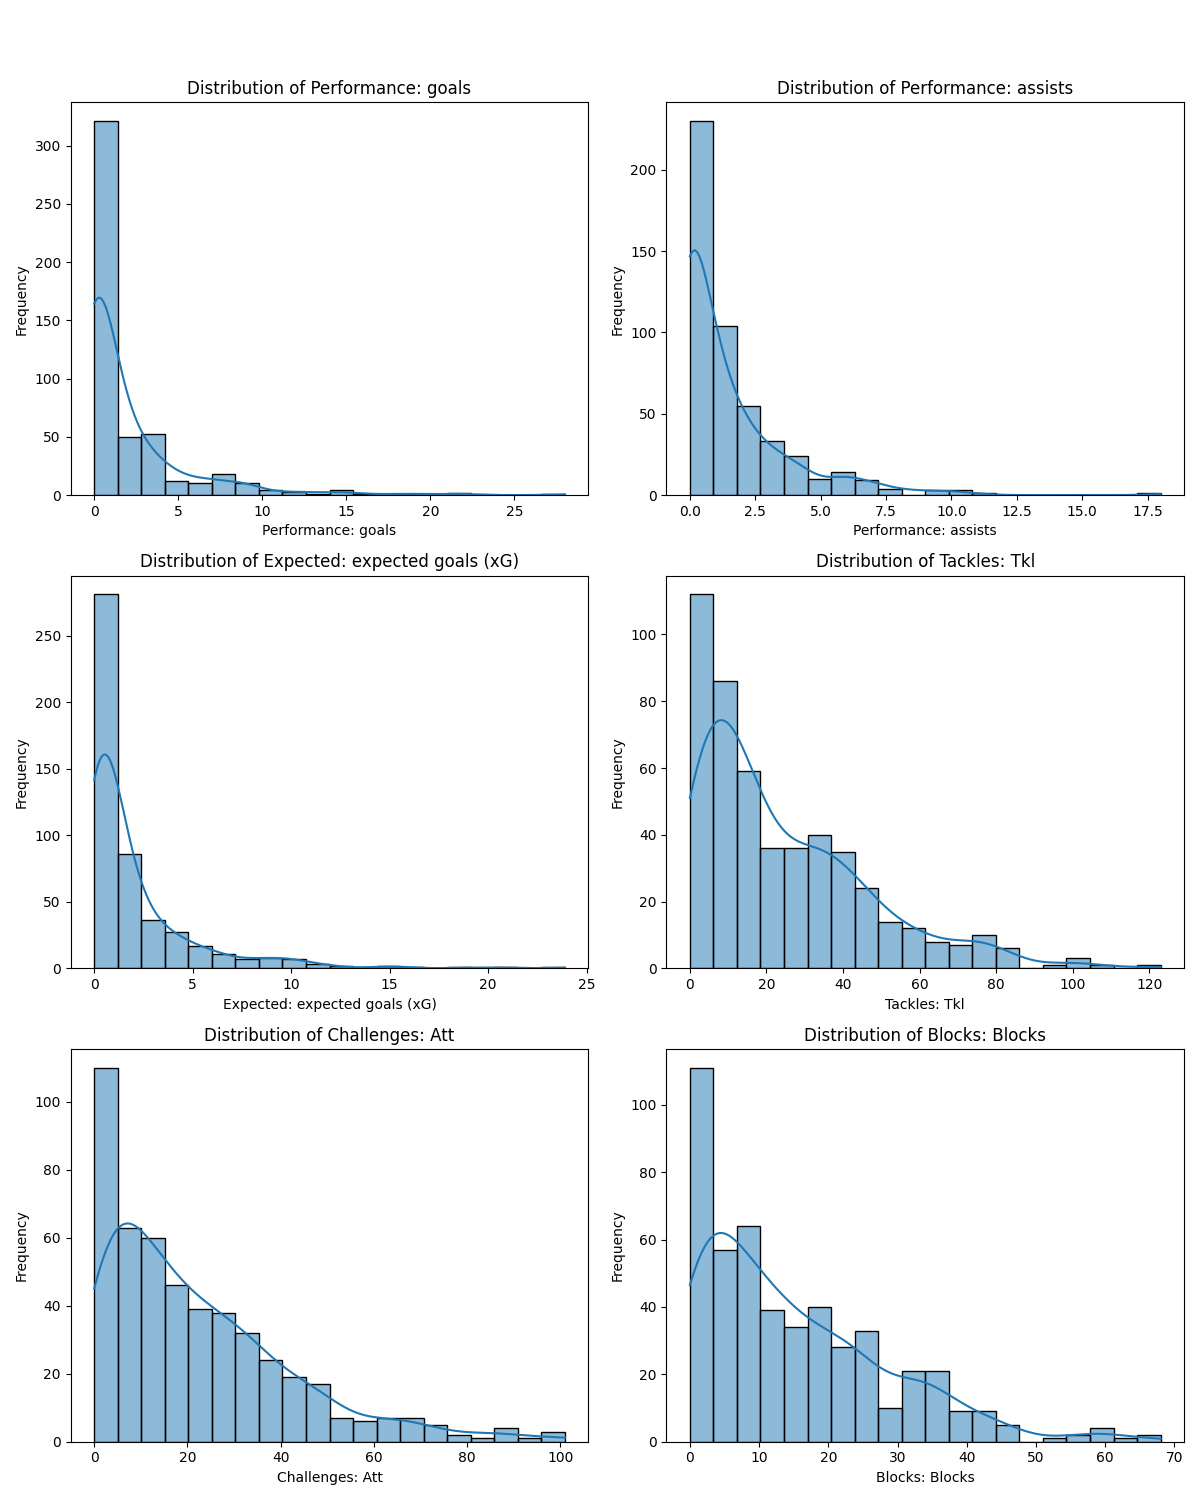 Distribution of Performance: goals
Frequency
300
250
200
150
100
50
0
0 5 10 15 20 25
Performance: goals
Distribution of Performance: assists
Frequency
200
150
100
50
0
0.0 2.5 5.0 7.5 10.0 12.5 15.0 17.5
Performance: assists
Distribution of Expected: expected goals (xG)
Frequency
250
200
150
100
50
0
0 5 10 15 20 25
Expected: expected goals (xG)
Distribution of Tackles: Tkl
Frequency
100
80
60
40
20
0
0 20 40 60 80 100 120
Tackles: Tkl
Distribution of Challenges: Att
Frequency
100
80
60
40
20
0
0 20 40 60 80 100
Challenges: Att
Distribution of Blocks: Blocks
Frequency
100
80
60
40
20
0
0 10 20 30 40 50 60 70
Blocks: Blocks